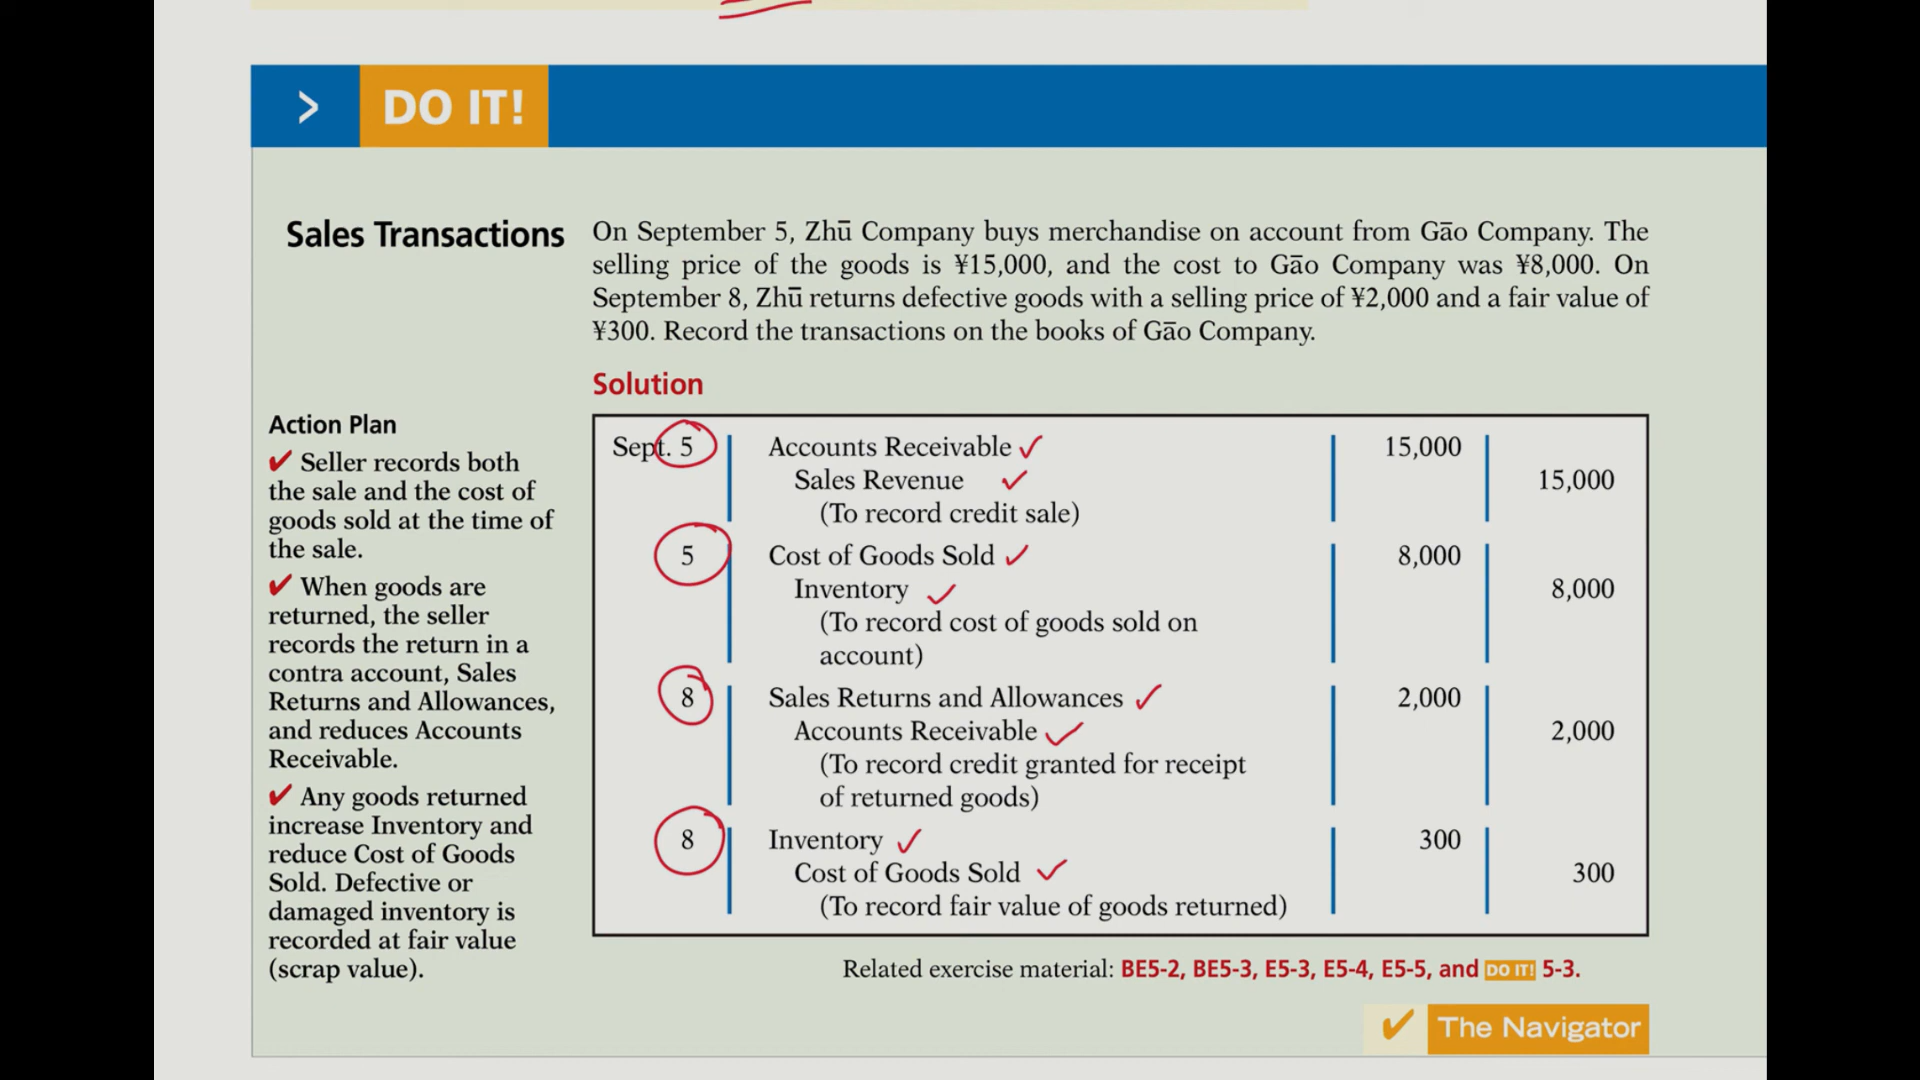 > DO IT!
Sales Transactions
On September 5, Zhū Company buys merchandise on account from Gāo Company. The
selling price of the goods is ¥15,000, and the cost to Gāo Company was ¥8,000. On
September 8, Zhū returns defective goods with a selling price of ¥2,000 and a fair value of
¥300. Record the transactions on the books of Gāo Company.
Action Plan
✔ Seller records both
the sale and the cost of
goods sold at the time of
the sale.
✔ When goods are
returned, the seller
records the return in a
contra account, Sales
Returns and Allowances,
and reduces Accounts
Receivable.
✔ Any goods returned
increase Inventory and
reduce Cost of Goods
Sold. Defective or
damaged inventory is
recorded at fair value
(scrap value).
Solution
Sept. 5 Accounts Receivable ✓ 15,000
Sales Revenue ✓ 15,000
(To record credit sale)
5 Cost of Goods Sold ✓ 8,000
Inventory ✓ 8,000
(To record cost of goods sold on
account)
8 Sales Returns and Allowances ✓ 2,000
Accounts Receivable ✓ 2,000
(To record credit granted for receipt
of returned goods)
8 Inventory ✓ 300
Cost of Goods Sold ✓ 300
(To record fair value of goods returned)
Related exercise material: BE5-2, BE5-3, E5-3, E5-4, E5-5, and DO IT! 5-3.
✔ The Navigator